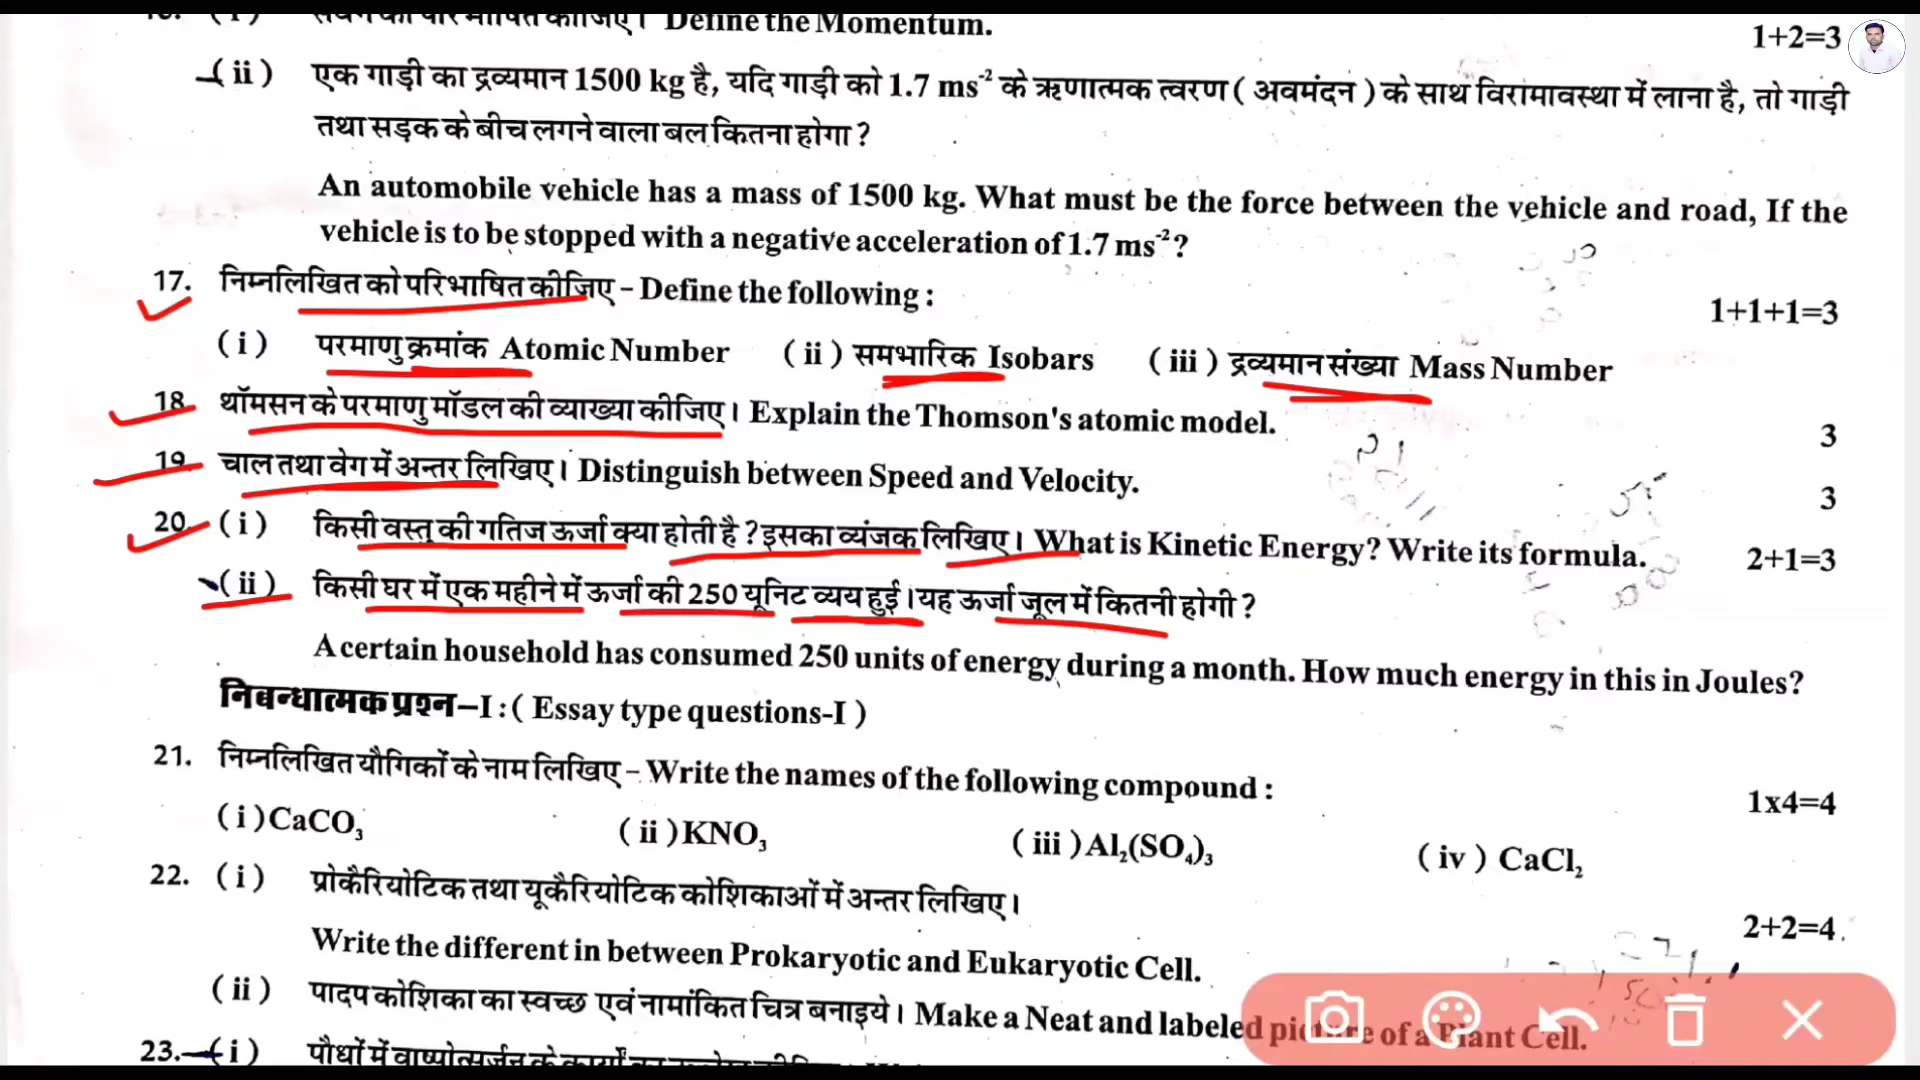 (i) संवेग को परिभाषित कीजिए। Define the Momentum.
1+2=3
(ii) एक गाड़ी का द्रव्यमान 1500 kg है, यदि गाड़ी को 1.7 ms⁻² के ऋणात्मक त्वरण ( अवमंदन ) के साथ विरामावस्था में लाना है, तो गाड़ी
तथा सड़क के बीच लगने वाला बल कितना होगा ?
An automobile vehicle has a mass of 1500 kg. What must be the force between the vehicle and road, If the
vehicle is to be stopped with a negative acceleration of 1.7 ms⁻² ?
17. निम्नलिखित को परिभाषित कीजिए – Define the following :
1+1+1=3
(i) परमाणु क्रमांक Atomic Number (ii) समभारिक Isobars (iii) द्रव्यमान संख्या Mass Number
18. थॉमसन के परमाणु मॉडल की व्याख्या कीजिए। Explain the Thomson's atomic model.
3
19. चाल तथा वेग में अन्तर लिखिए। Distinguish between Speed and Velocity.
3
20. (i) किसी वस्तु की गतिज ऊर्जा क्या होती है ? इसका व्यंजक लिखिए। What is Kinetic Energy? Write its formula.
2+1=3
(ii) किसी घर में एक महीने में ऊर्जा की 250 यूनिट व्यय हुई। यह ऊर्जा जूल में कितनी होगी ?
A certain household has consumed 250 units of energy during a month. How much energy in this in Joules?
निबन्धात्मक प्रश्न–I : ( Essay type questions-I )
21. निम्नलिखित यौगिकों के नाम लिखिए – Write the names of the following compound :
1x4=4
(i) CaCO₃ (ii) KNO₃ (iii) Al₂(SO₄)₃ (iv) CaCl₂
22. (i) प्रोकैरियोटिक तथा यूकैरियोटिक कोशिकाओं में अन्तर लिखिए।
2+2=4
Write the different in between Prokaryotic and Eukaryotic Cell.
(ii) पादप कोशिका का स्वच्छ एवं नामांकित चित्र बनाइये। Make a Neat and labeled picture of a Plant Cell.
23. (i) पौधों में वाष्पोत्सर्जन के कार्यों का